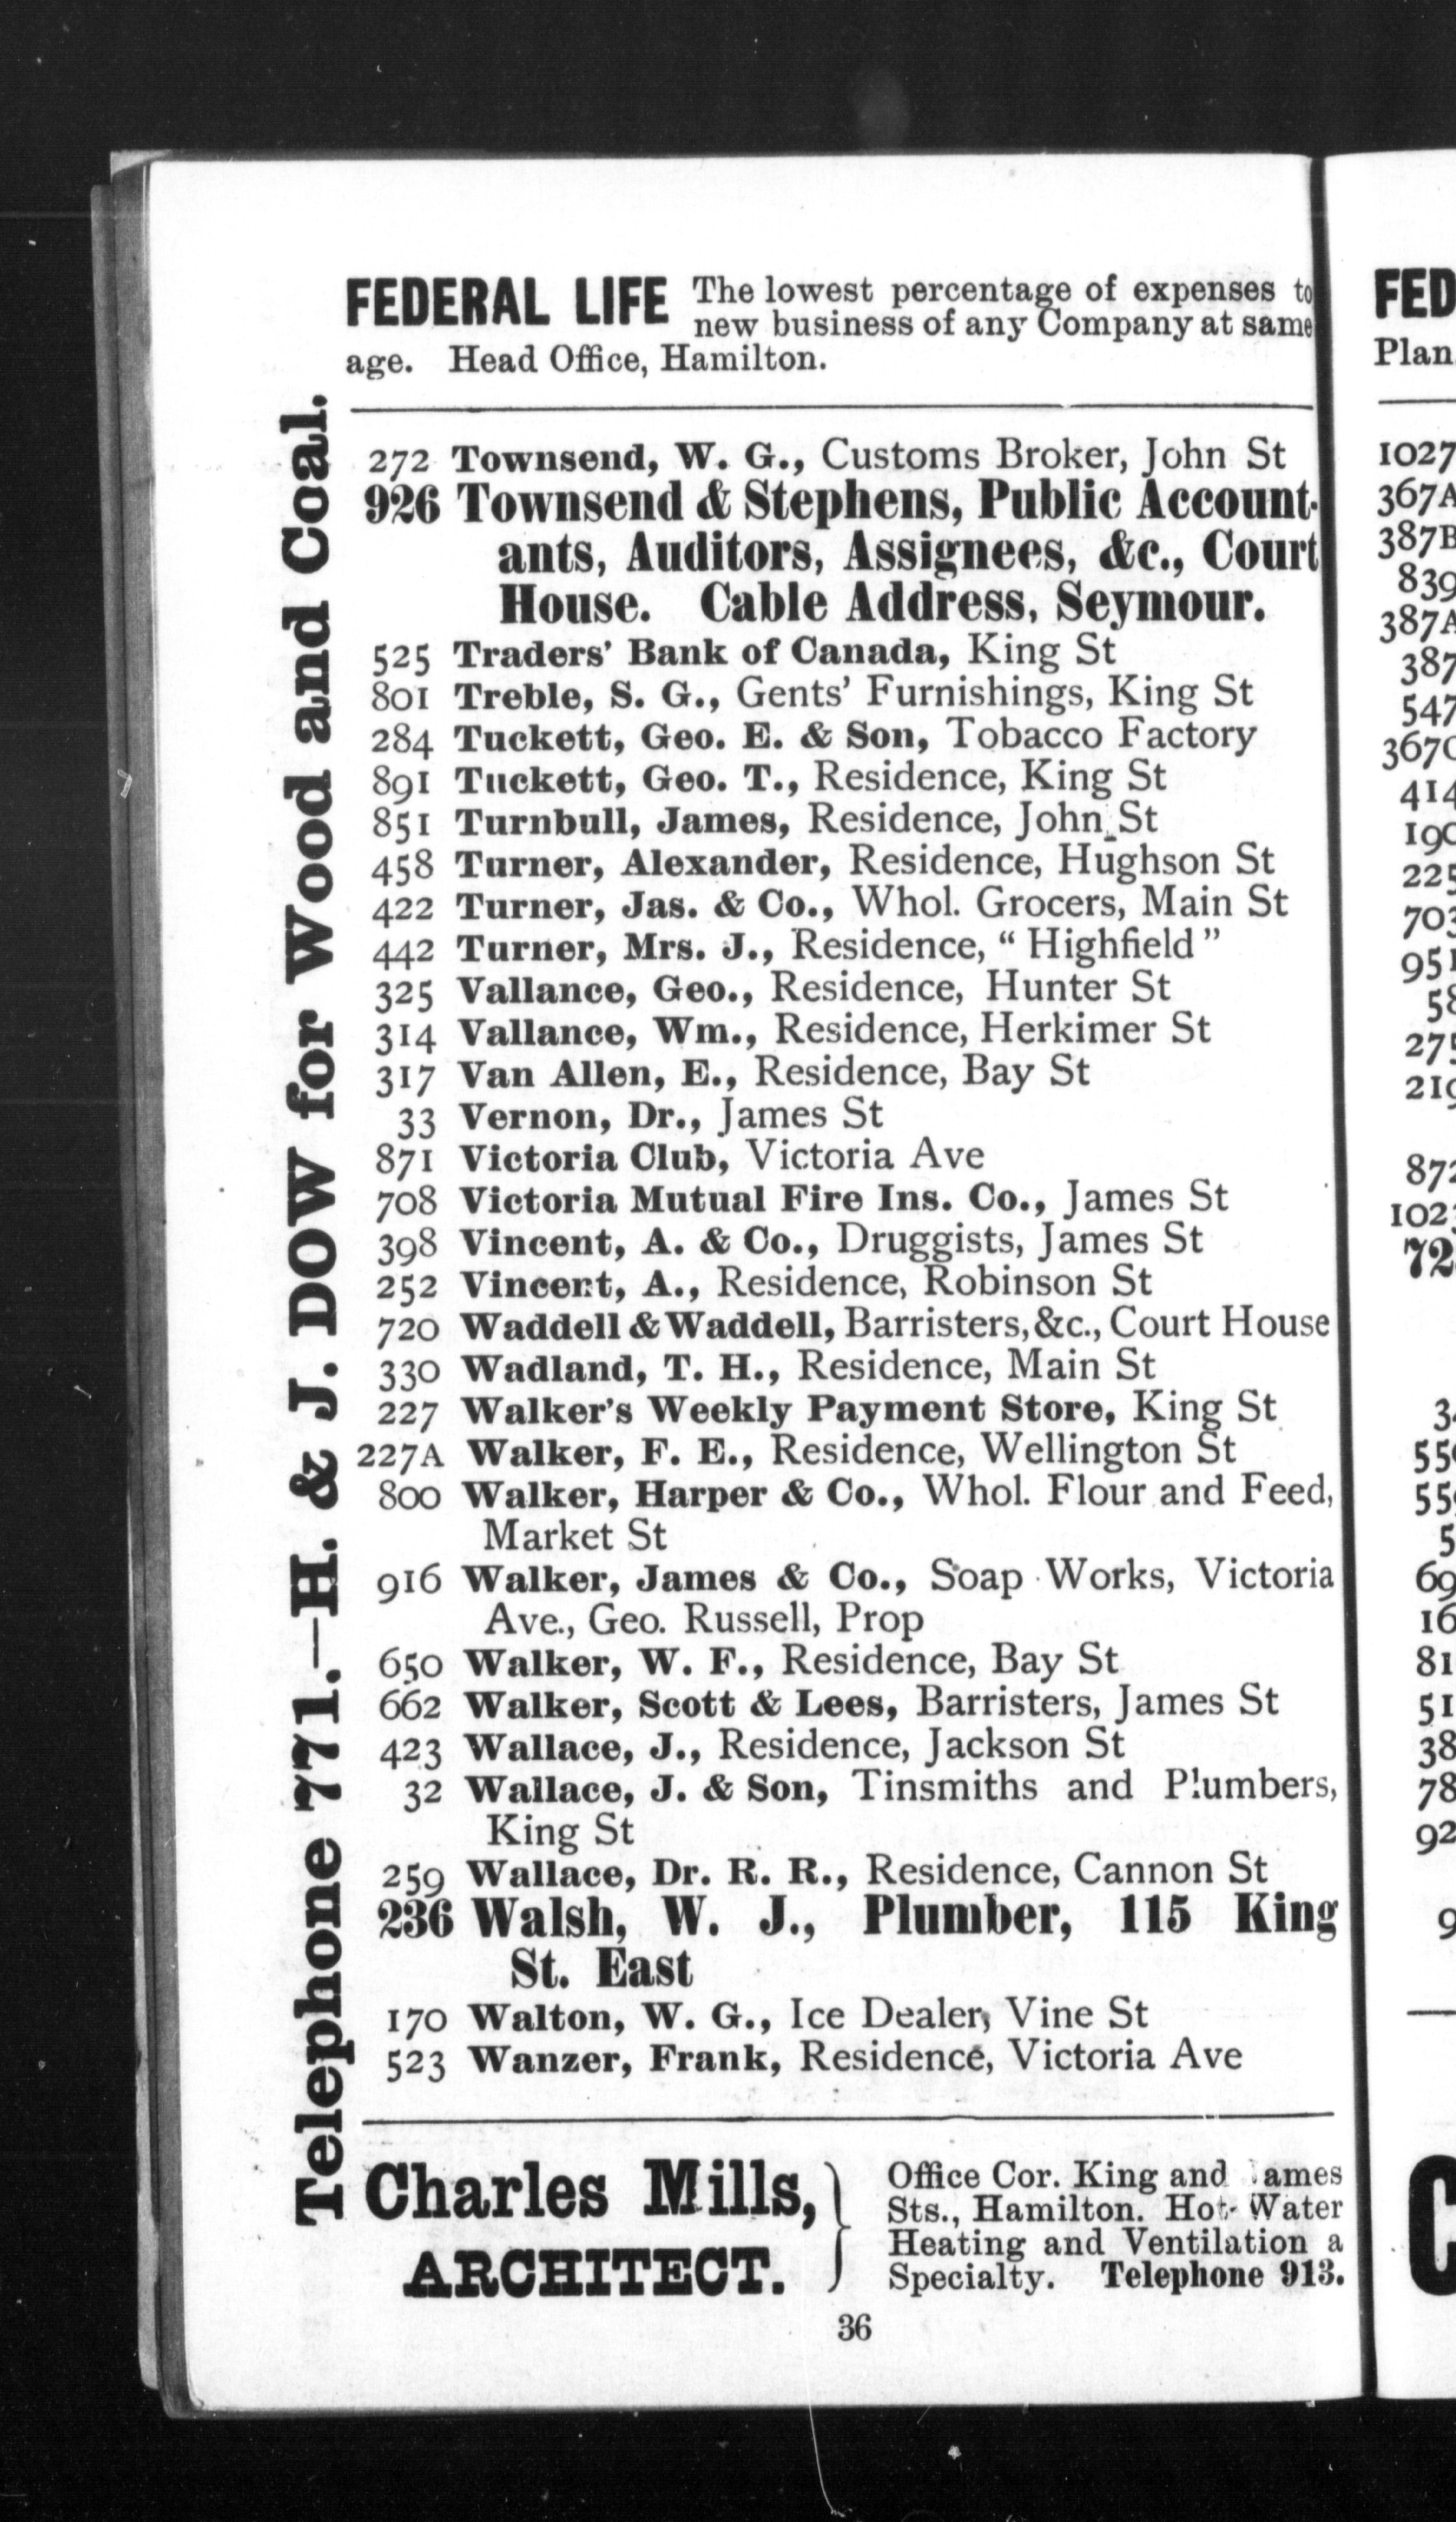 FEDERAL LIFE The lowest percentage of expenses to
new business of any Company at same
age. Head Office, Hamilton.
Telephone 771.—H. & J. DOW for Wood and Coal.
272 Townsend, W. G., Customs Broker, John St
926 Townsend & Stephens, Public Account-
ants, Auditors, Assignees, &c., Court
House. Cable Address, Seymour.
525 Traders' Bank of Canada, King St
801 Treble, S. G., Gents' Furnishings, King St
284 Tuckett, Geo. E. & Son, Tobacco Factory
891 Tuckett, Geo. T., Residence, King St
851 Turnbull, James, Residence, John St
458 Turner, Alexander, Residence, Hughson St
422 Turner, Jas. & Co., Whol. Grocers, Main St
442 Turner, Mrs. J., Residence, "Highfield"
325 Vallance, Geo., Residence, Hunter St
314 Vallance, Wm., Residence, Herkimer St
317 Van Allen, E., Residence, Bay St
33 Vernon, Dr., James St
871 Victoria Club, Victoria Ave
708 Victoria Mutual Fire Ins. Co., James St
398 Vincent, A. & Co., Druggists, James St
252 Vincent, A., Residence, Robinson St
720 Waddell & Waddell, Barristers, &c., Court House
330 Wadland, T. H., Residence, Main St
227 Walker's Weekly Payment Store, King St
227A Walker, F. E., Residence, Wellington St
800 Walker, Harper & Co., Whol. Flour and Feed,
Market St
916 Walker, James & Co., Soap Works, Victoria
Ave., Geo. Russell, Prop
650 Walker, W. F., Residence, Bay St
662 Walker, Scott & Lees, Barristers, James St
423 Wallace, J., Residence, Jackson St
32 Wallace, J. & Son, Tinsmiths and Plumbers,
King St
259 Wallace, Dr. R. R., Residence, Cannon St
236 Walsh, W. J., Plumber, 115 King
St. East
170 Walton, W. G., Ice Dealer, Vine St
523 Wanzer, Frank, Residence, Victoria Ave
Charles Mills,
ARCHITECT.
Office Cor. King and James
Sts., Hamilton. Hot Water
Heating and Ventilation a
Specialty. Telephone 913.
36
FED
Plan
1027
367A
387B
839
387A
387
547
367C
414